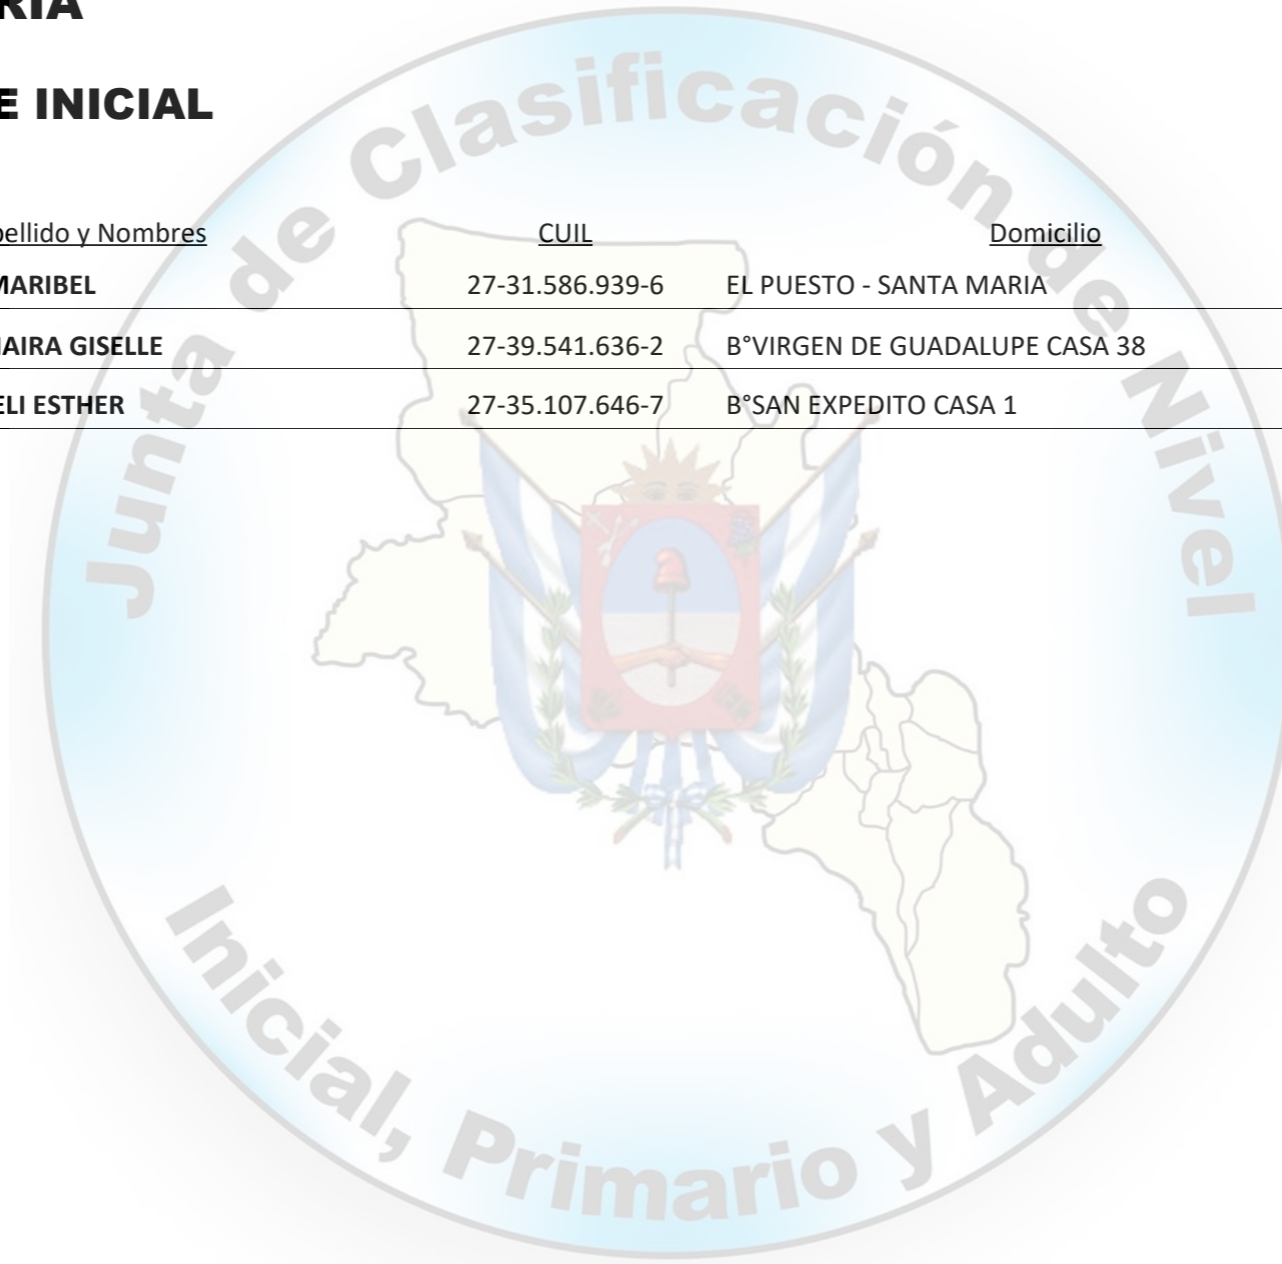 RIA
E INICIAL
pellido y Nombres CUIL Domicilio
MARIBEL 27-31.586.939-6 EL PUESTO - SANTA MARIA
AIRA GISELLE 27-39.541.636-2 B°VIRGEN DE GUADALUPE CASA 38
ELI ESTHER 27-35.107.646-7 B°SAN EXPEDITO CASA 1
Junta de Clasificación de Nivel
Inicial, Primario y Adulto